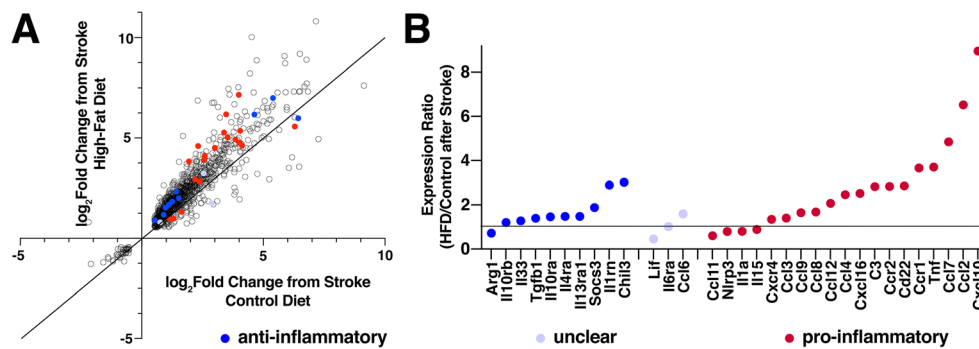 A
log2Fold Change from Stroke
High-Fat Diet
10
5
-5
5
10
-5
log2Fold Change from Stroke
Control Diet
B
Expression Ratio
(HFD/Control after Stroke)
8
6
4
2
0
Arg1
Il10rb
Il33
Tgfb1
Il10ra
Il4ra
Il13ra1
Socs3
Il1rn
Chil3
Lif
Il6ra
Ccl6
Ccl11
Nlrp3
Il1a
Il15
Cxcr4
Ccl3
Ccl9
Ccl8
Ccl12
Ccl4
Cxcl16
C3
Ccr2
Cd22
Ccr1
Tnf
Ccl7
Ccl2
anti-inflammatory
unclear
pro-inflammatory